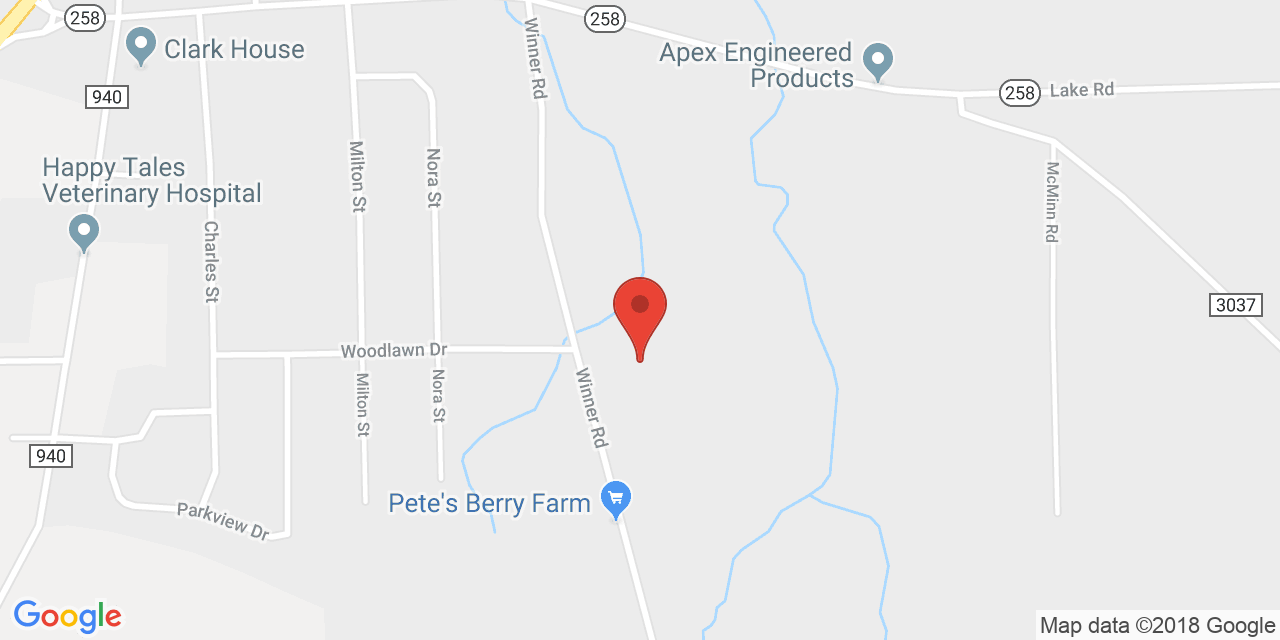 258
258
Clark House
Winner Rd
Apex Engineered
Products
940
258
Lake Rd
Milton St
Nora St
Happy Tales
Veterinary Hospital
McMinn Rd
Charles St
3037
Woodlawn Dr
Milton St
Nora St
Winner Rd
940
Pete's Berry Farm
Parkview Dr
Google
Map data ©2018 Google